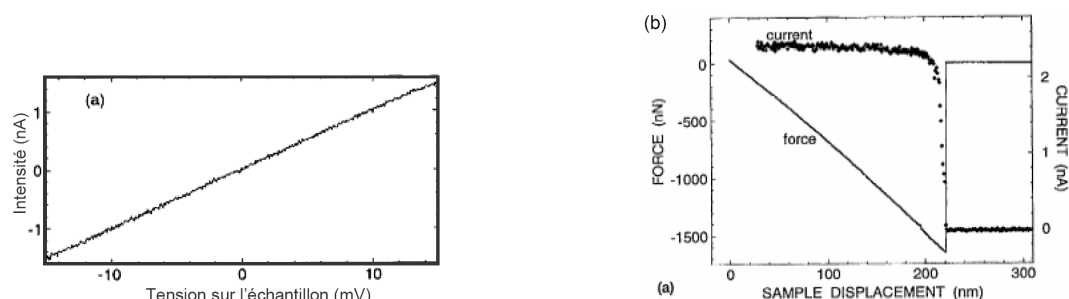 (a)
Intensité (nA)
1
0
-1
-10
0
10
Tension sur l'échantillon (mV)
(b)
current
force
FORCE (nN)
0
-500
-1000
-1500
2
1
0
CURRENT (nA)
0
100
200
300
(a)
SAMPLE DISPLACEMENT (nm)